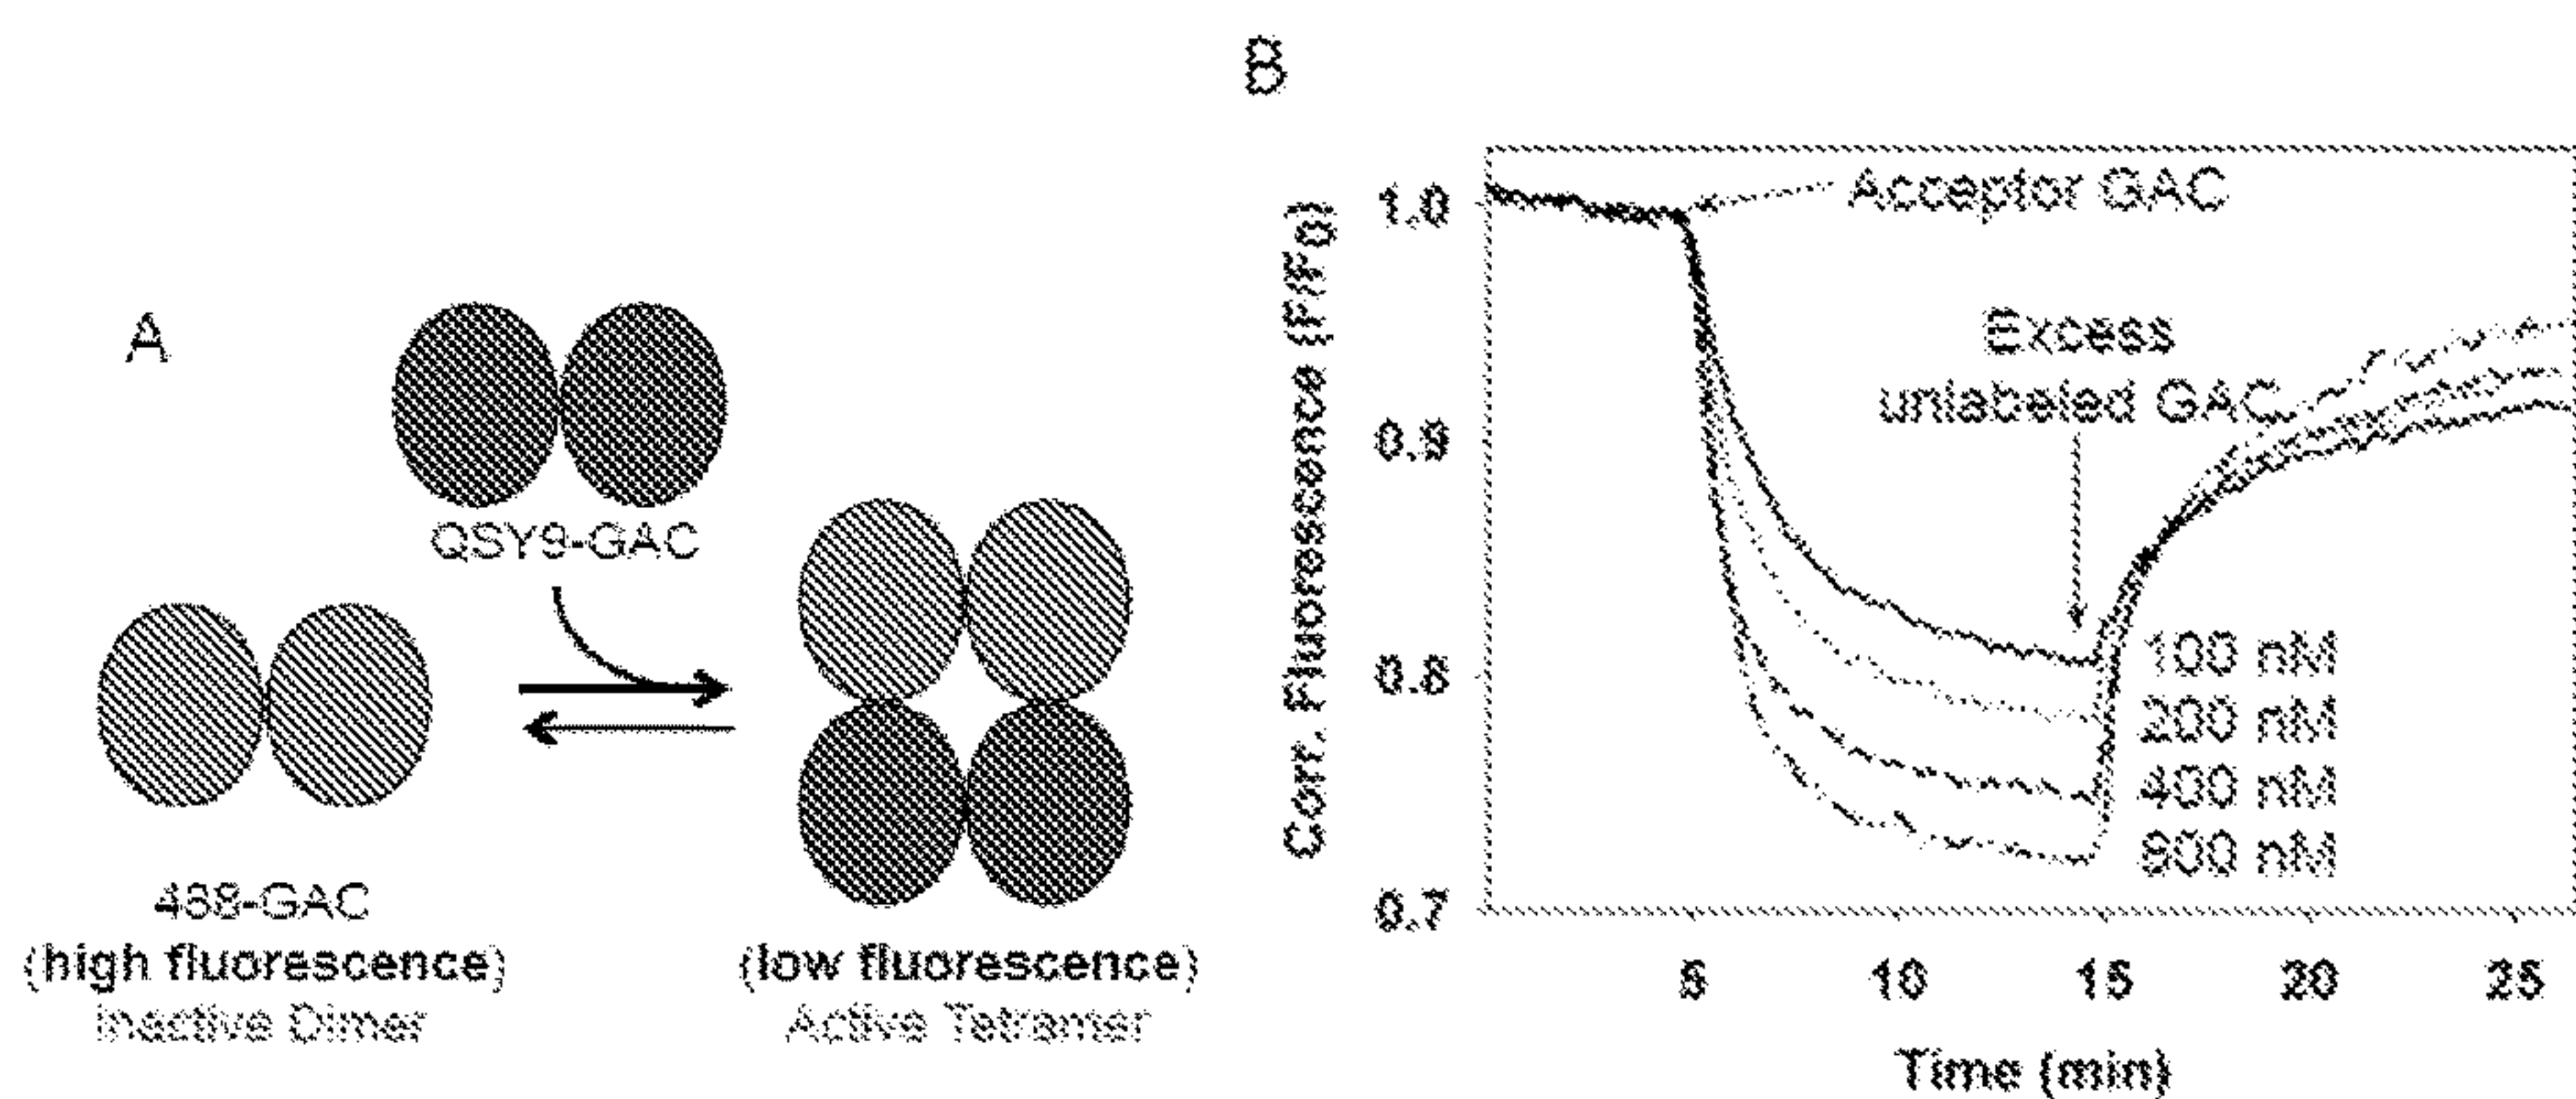 A
QSY9-GAC
488-GAC
(high fluorescence)
Inactive Dimer
(low fluorescence)
Active Tetramer
B
Corr. Fluorescence (F/F0)
1.0
0.9
0.8
0.7
Acceptor GAC
Excess
unlabeled GAC
100 nM
200 nM
400 nM
800 nM
5
10
15
20
25
Time (min)